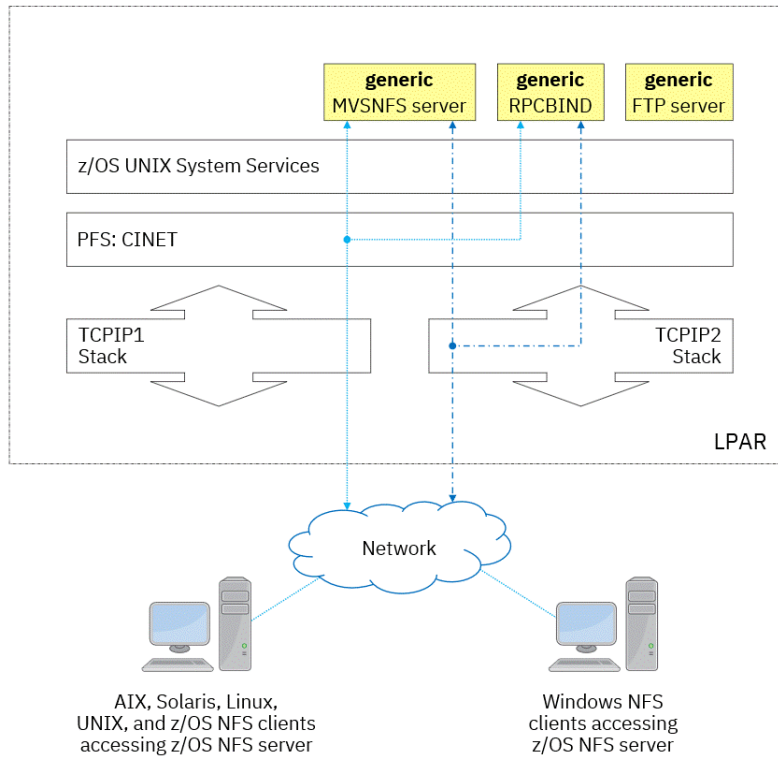 generic
MVSNFS server
generic
RPCBIND
generic
FTP server
z/OS UNIX System Services
PFS: CINET
TCPIP1
Stack
TCPIP2
Stack
LPAR
Network
AIX, Solaris, Linux,
UNIX, and z/OS NFS clients
accessing z/OS NFS server
Windows NFS
clients accessing
z/OS NFS server